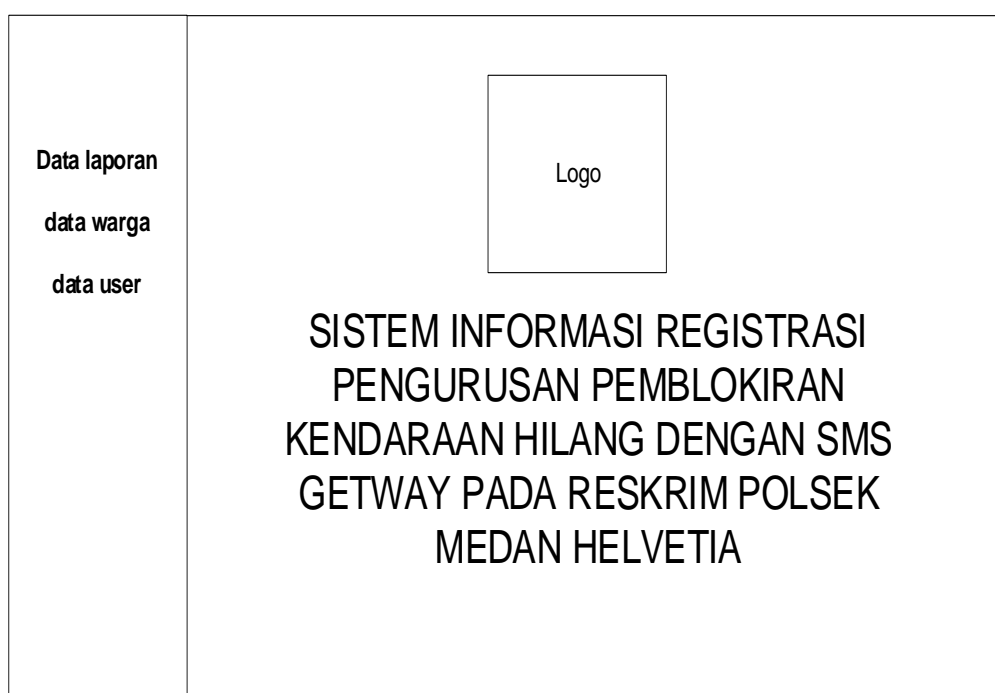 Data laporan
data warga
data user
Logo
SISTEM INFORMASI REGISTRASI
PENGURUSAN PEMBLOKIRAN
KENDARAAN HILANG DENGAN SMS
GETWAY PADA RESKRIM POLSEK
MEDAN HELVETIA